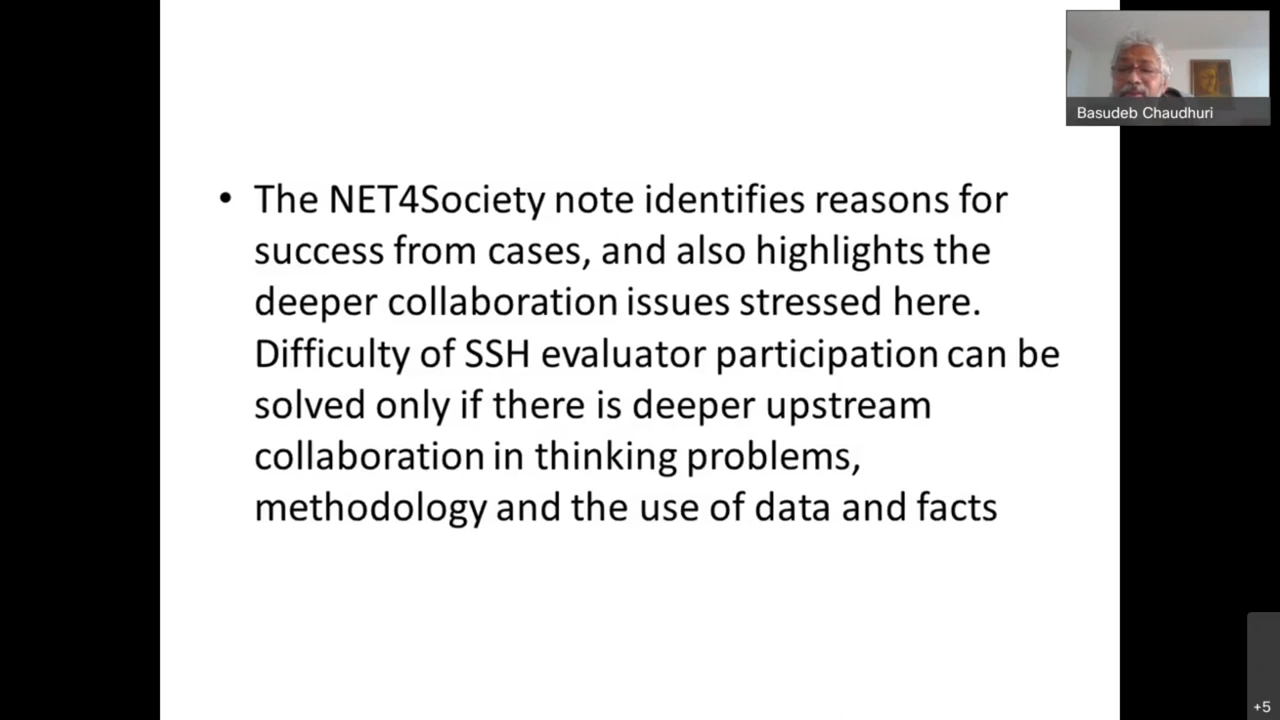 Basudeb Chaudhuri
• The NET4Society note identifies reasons for
success from cases, and also highlights the
deeper collaboration issues stressed here.
Difficulty of SSH evaluator participation can be
solved only if there is deeper upstream
collaboration in thinking problems,
methodology and the use of data and facts
+5